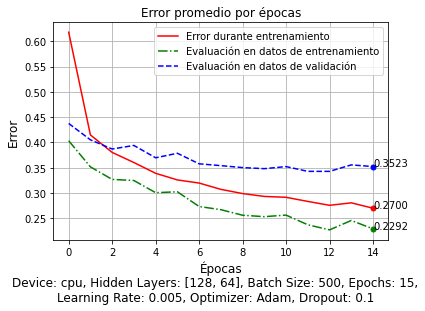 Error promedio por épocas
Error durante entrenamiento
Evaluación en datos de entrenamiento
Evaluación en datos de validación
Error
0.60
0.55
0.50
0.45
0.40
0.35
0.30
0.25
0.3523
0.2700
0.2292
0 2 4 6 8 10 12 14
Épocas
Device: cpu, Hidden Layers: [128, 64], Batch Size: 500, Epochs: 15,
Learning Rate: 0.005, Optimizer: Adam, Dropout: 0.1